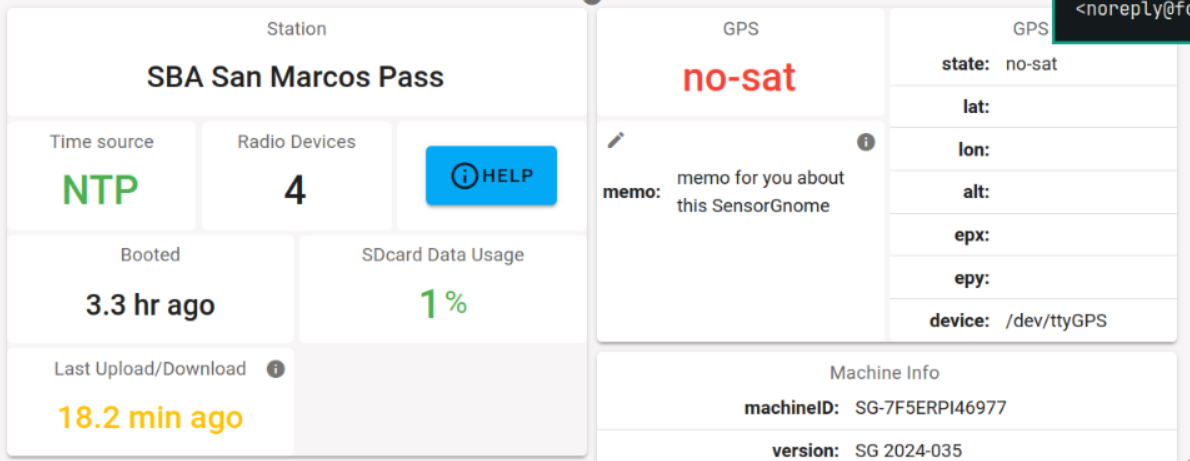 Station
SBA San Marcos Pass
Time source
NTP
Radio Devices
4
HELP
Booted
3.3 hr ago
SDcard Data Usage
1 %
Last Upload/Download
18.2 min ago
GPS
no-sat
memo: memo for you about
this SensorGnome
GPS
state: no-sat
lat:
lon:
alt:
epx:
epy:
device: /dev/ttyGPS
Machine Info
machineID: SG-7F5ERPI46977
version: SG 2024-035